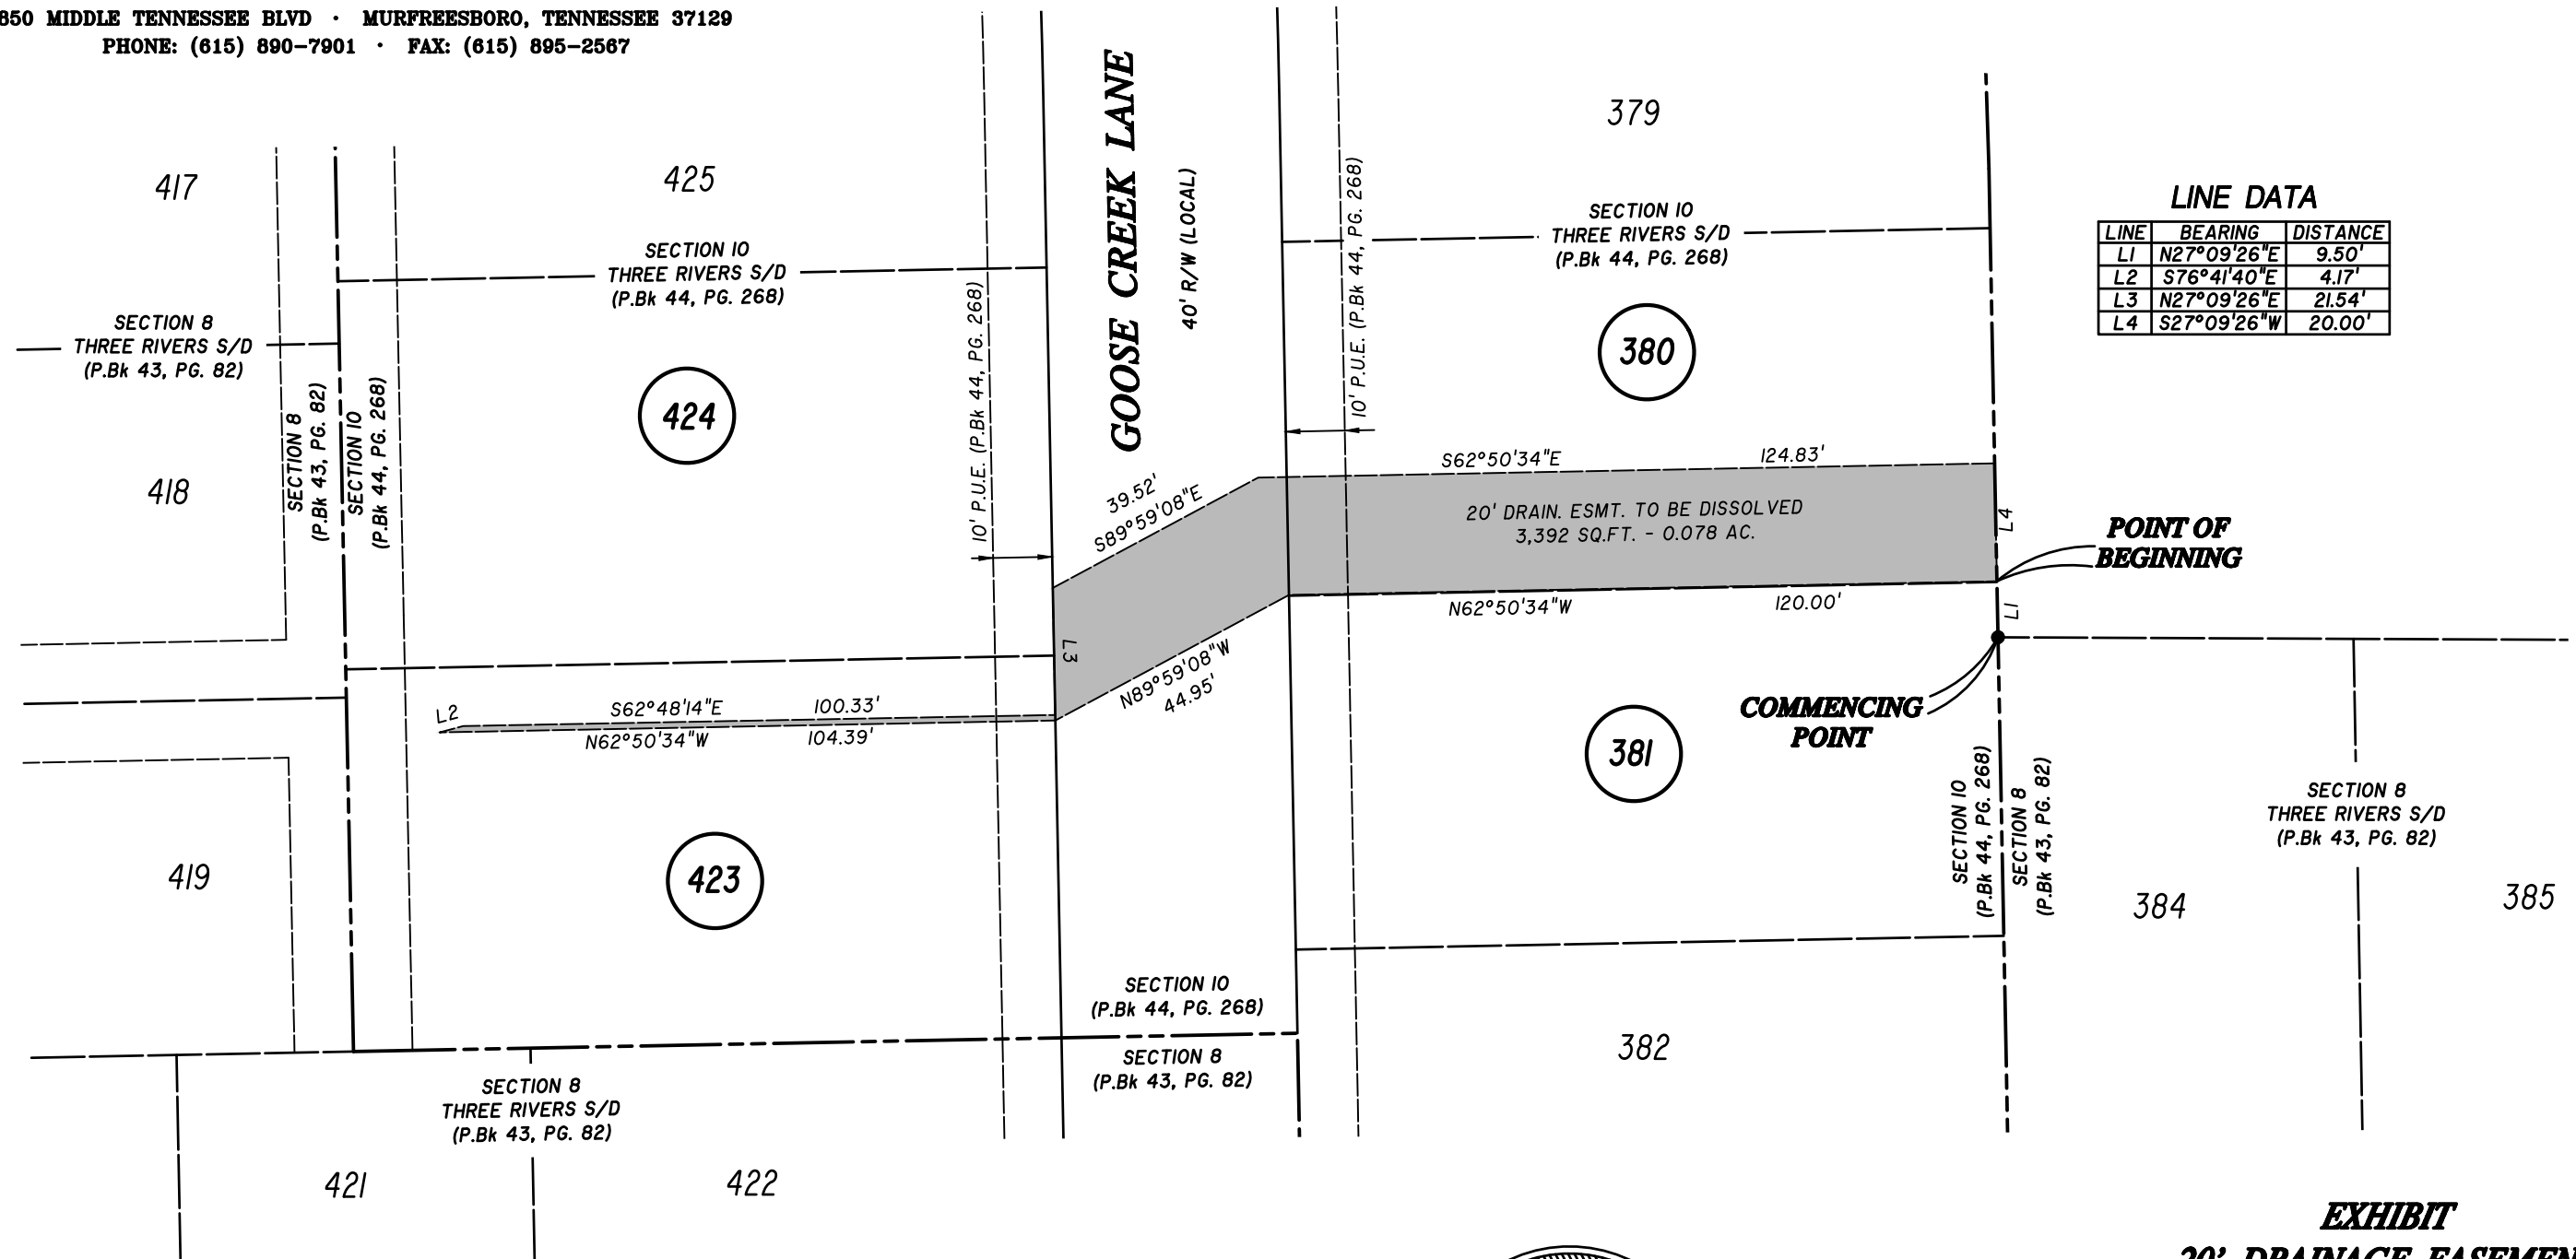 850 MIDDLE TENNESSEE BLVD · MURFREESBORO, TENNESSEE 37129
PHONE: (615) 890-7901 · FAX: (615) 895-2567
417
425
SECTION 10
THREE RIVERS S/D
(P.Bk 44, PG. 268)
SECTION 8
THREE RIVERS S/D
(P.Bk 43, PG. 82)
SECTION 8
(P.Bk 43, PG. 82)
SECTION 10
(P.Bk 44, PG. 268)
424
418
10' P.U.E. (P.Bk 44, PG. 268)
GOOSE CREEK LANE
40' R/W (LOCAL)
10' P.U.E. (P.Bk 44, PG. 268)
379
SECTION 10
THREE RIVERS S/D
(P.Bk 44, PG. 268)
380
LINE DATA
LINE BEARING DISTANCE
L1 N27°09'26"E 9.50'
L2 S76°41'40"E 4.17'
L3 N27°09'26"E 21.54'
L4 S27°09'26"W 20.00'
39.52'
S89°59'08"E
S62°50'34"E 124.83'
20' DRAIN. ESMT. TO BE DISSOLVED
3,392 SQ.FT. - 0.078 AC.
L4
POINT OF
BEGINNING
N62°50'34"W 120.00'
L1
L3
N89°59'08"W
44.95'
L2
S62°48'14"E 100.33'
N62°50'34"W 104.39'
COMMENCING
POINT
381
SECTION 10
(P.Bk 44, PG. 268)
SECTION 8
(P.Bk 43, PG. 82)
SECTION 8
THREE RIVERS S/D
(P.Bk 43, PG. 82)
419
423
384
385
SECTION 10
(P.Bk 44, PG. 268)
SECTION 8
(P.Bk 43, PG. 82)
382
SECTION 8
THREE RIVERS S/D
(P.Bk 43, PG. 82)
421
422
EXHIBIT
20' DRAINAGE EASEMEN